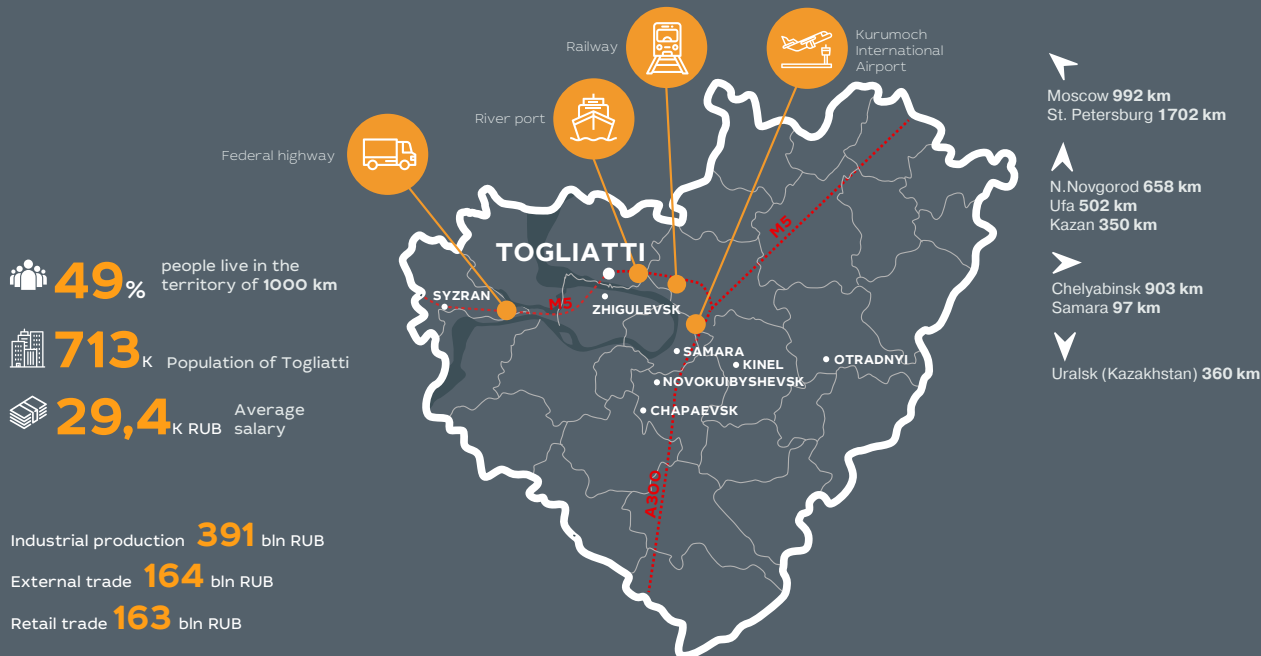 Railway
Kurumoch
International
Airport
River port
Federal highway
Moscow 992 km
St. Petersburg 1702 km
N.Novgorod 658 km
Ufa 502 km
Kazan 350 km
Chelyabinsk 903 km
Samara 97 km
Uralsk (Kazakhstan) 360 km
49% people live in the
territory of 1000 km
713K Population of Togliatti
29,4K RUB Average
salary
Industrial production 391 bln RUB
External trade 164 bln RUB
Retail trade 163 bln RUB
TOGLIATTI
M5
SYZRAN
M5
ZHIGULEVSK
SAMARA
KINEL
OTRADNYI
NOVOKUIBYSHEVSK
CHAPAEVSK
A300